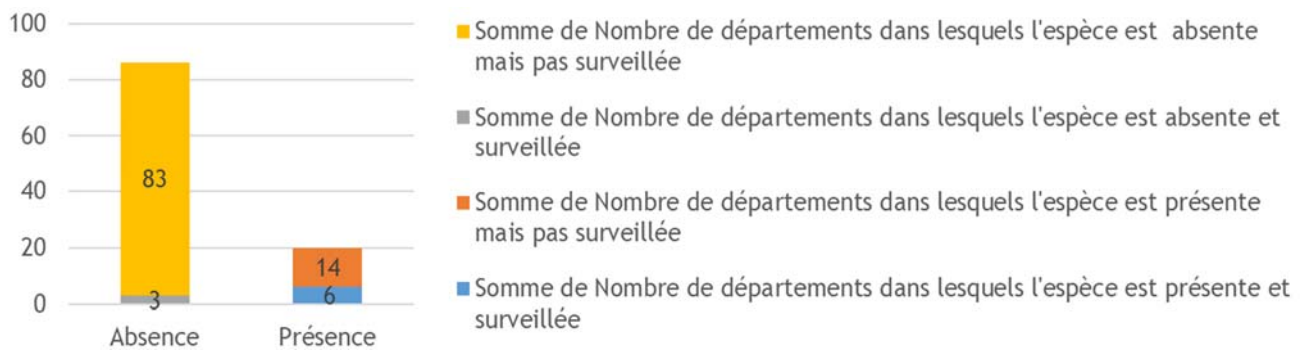 100
80
60
40
20
0
83
3
14
6
Absence
Présence
Somme de Nombre de départements dans lesquels l'espèce est absente
mais pas surveillée
Somme de Nombre de départements dans lesquels l'espèce est absente et
surveillée
Somme de Nombre de départements dans lesquels l'espèce est présente
mais pas surveillée
Somme de Nombre de départements dans lesquels l'espèce est présente et
surveillée